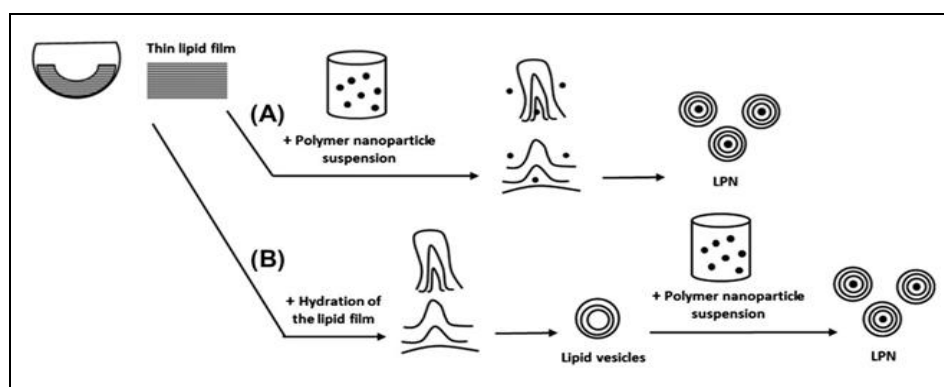 Thin lipid film
(A)
+ Polymer nanoparticle
suspension
LPN
(B)
+ Hydration of
the lipid film
Lipid vesicles
+ Polymer nanoparticle
suspension
LPN